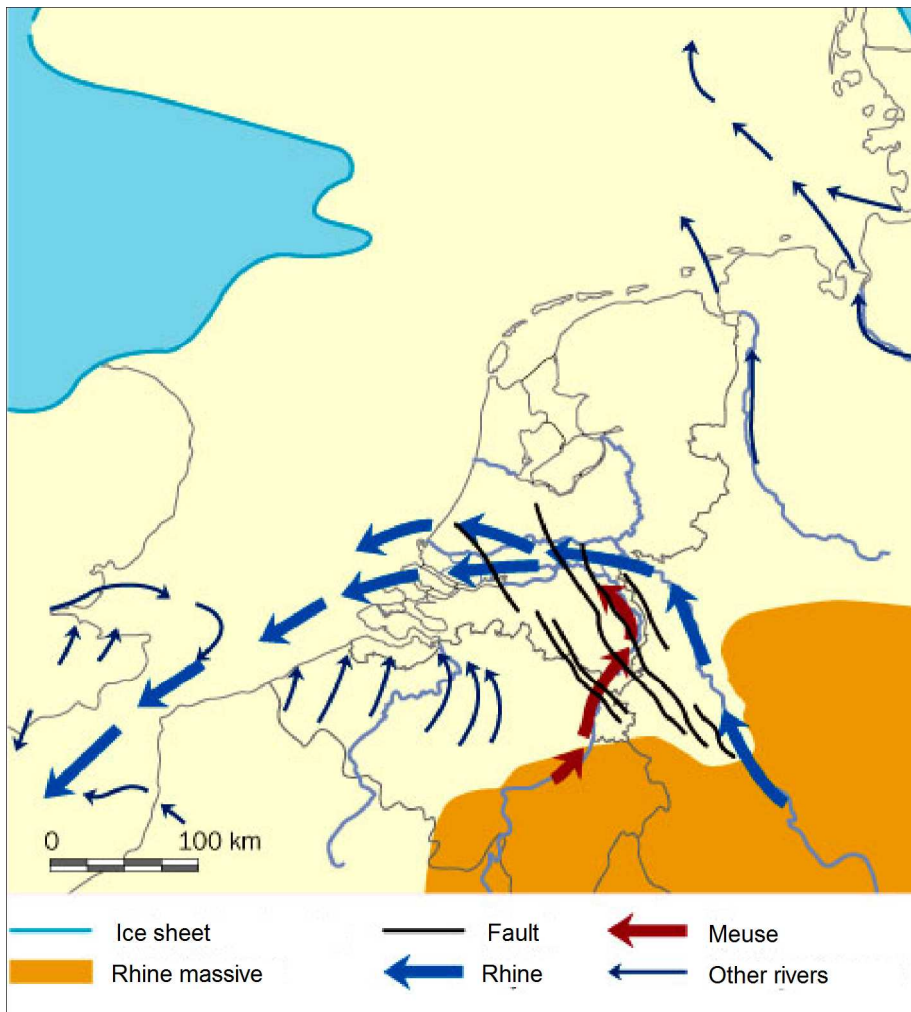 0 100 km
Ice sheet
Fault
Meuse
Rhine massive
Rhine
Other rivers